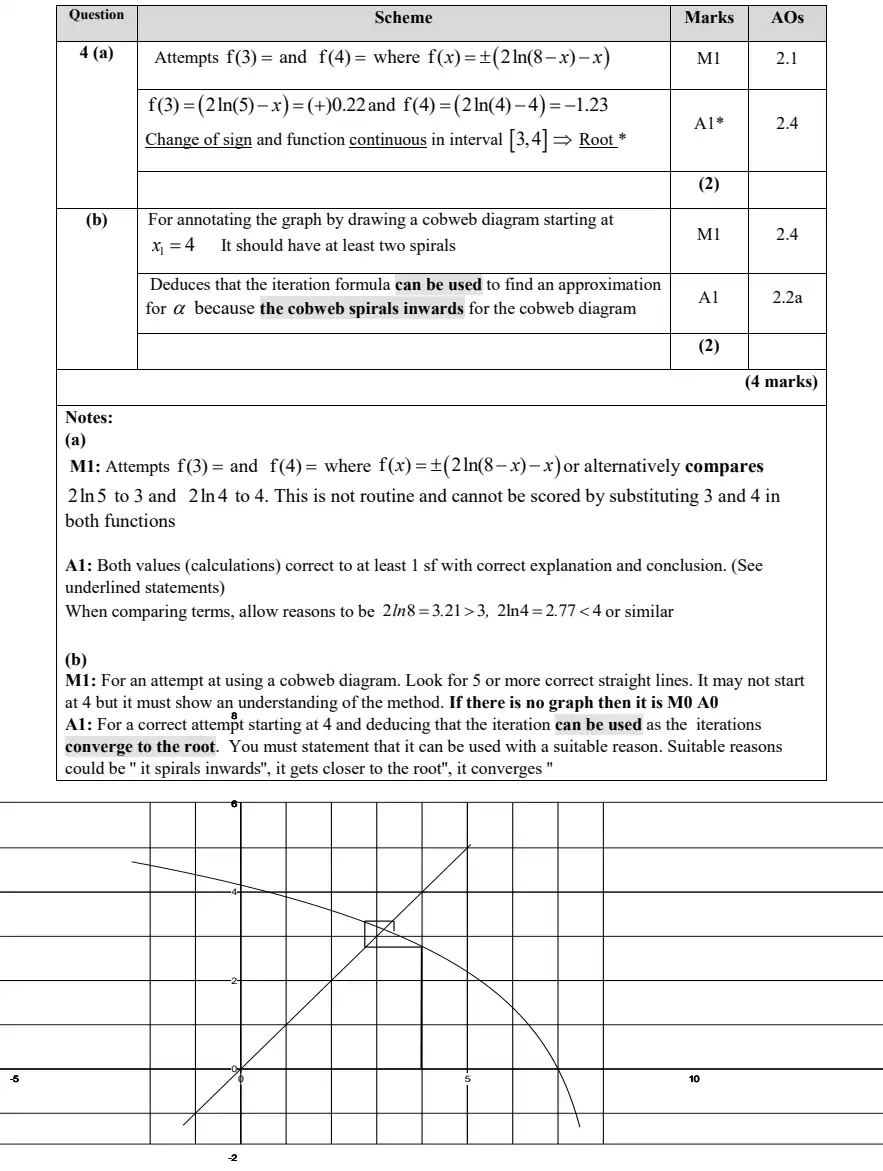 Question Scheme Marks AOs
4 (a) Attempts f(3) = and f(4) = where f(x) = ±(2ln(8−x)−x) M1 2.1
f(3) = (2ln(5)−x) = (+)0.22 and f(4) = (2ln(4)−4) = −1.23
Change of sign and function continuous in interval [3,4] ⇒ Root * A1* 2.4
(2)
(b) For annotating the graph by drawing a cobweb diagram starting at
x₁ = 4 It should have at least two spirals M1 2.4
Deduces that the iteration formula can be used to find an approximation
for α because the cobweb spirals inwards for the cobweb diagram A1 2.2a
(2)
(4 marks)
Notes:
(a)
M1: Attempts f(3) = and f(4) = where f(x) = ±(2ln(8−x)−x) or alternatively compares
2ln5 to 3 and 2ln4 to 4. This is not routine and cannot be scored by substituting 3 and 4 in
both functions
A1: Both values (calculations) correct to at least 1 sf with correct explanation and conclusion. (See
underlined statements)
When comparing terms, allow reasons to be 2ln8 = 3.21 > 3, 2ln4 = 2.77 < 4 or similar
(b)
M1: For an attempt at using a cobweb diagram. Look for 5 or more correct straight lines. It may not start
at 4 but it must show an understanding of the method. If there is no graph then it is M0 A0
8
A1: For a correct attempt starting at 4 and deducing that the iteration can be used as the iterations
converge to the root. You must statement that it can be used with a suitable reason. Suitable reasons
could be " it spirals inwards", it gets closer to the root", it converges "
6
4
2
0
-5 0 5 10
-2